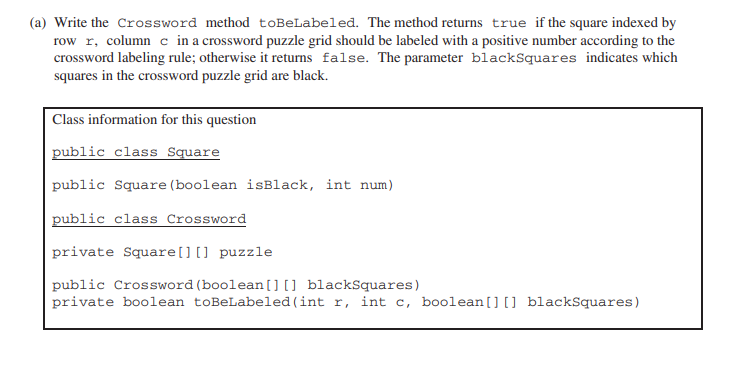 (a) Write the Crossword method toBeLabeled. The method returns true if the square indexed by
row r, column c in a crossword puzzle grid should be labeled with a positive number according to the
crossword labeling rule; otherwise it returns false. The parameter blackSquares indicates which
squares in the crossword puzzle grid are black.
Class information for this question
public class Square
public Square(boolean isBlack, int num)
public class Crossword
private Square[][] puzzle
public Crossword(boolean[][] blackSquares)
private boolean toBeLabeled(int r, int c, boolean[][] blackSquares)